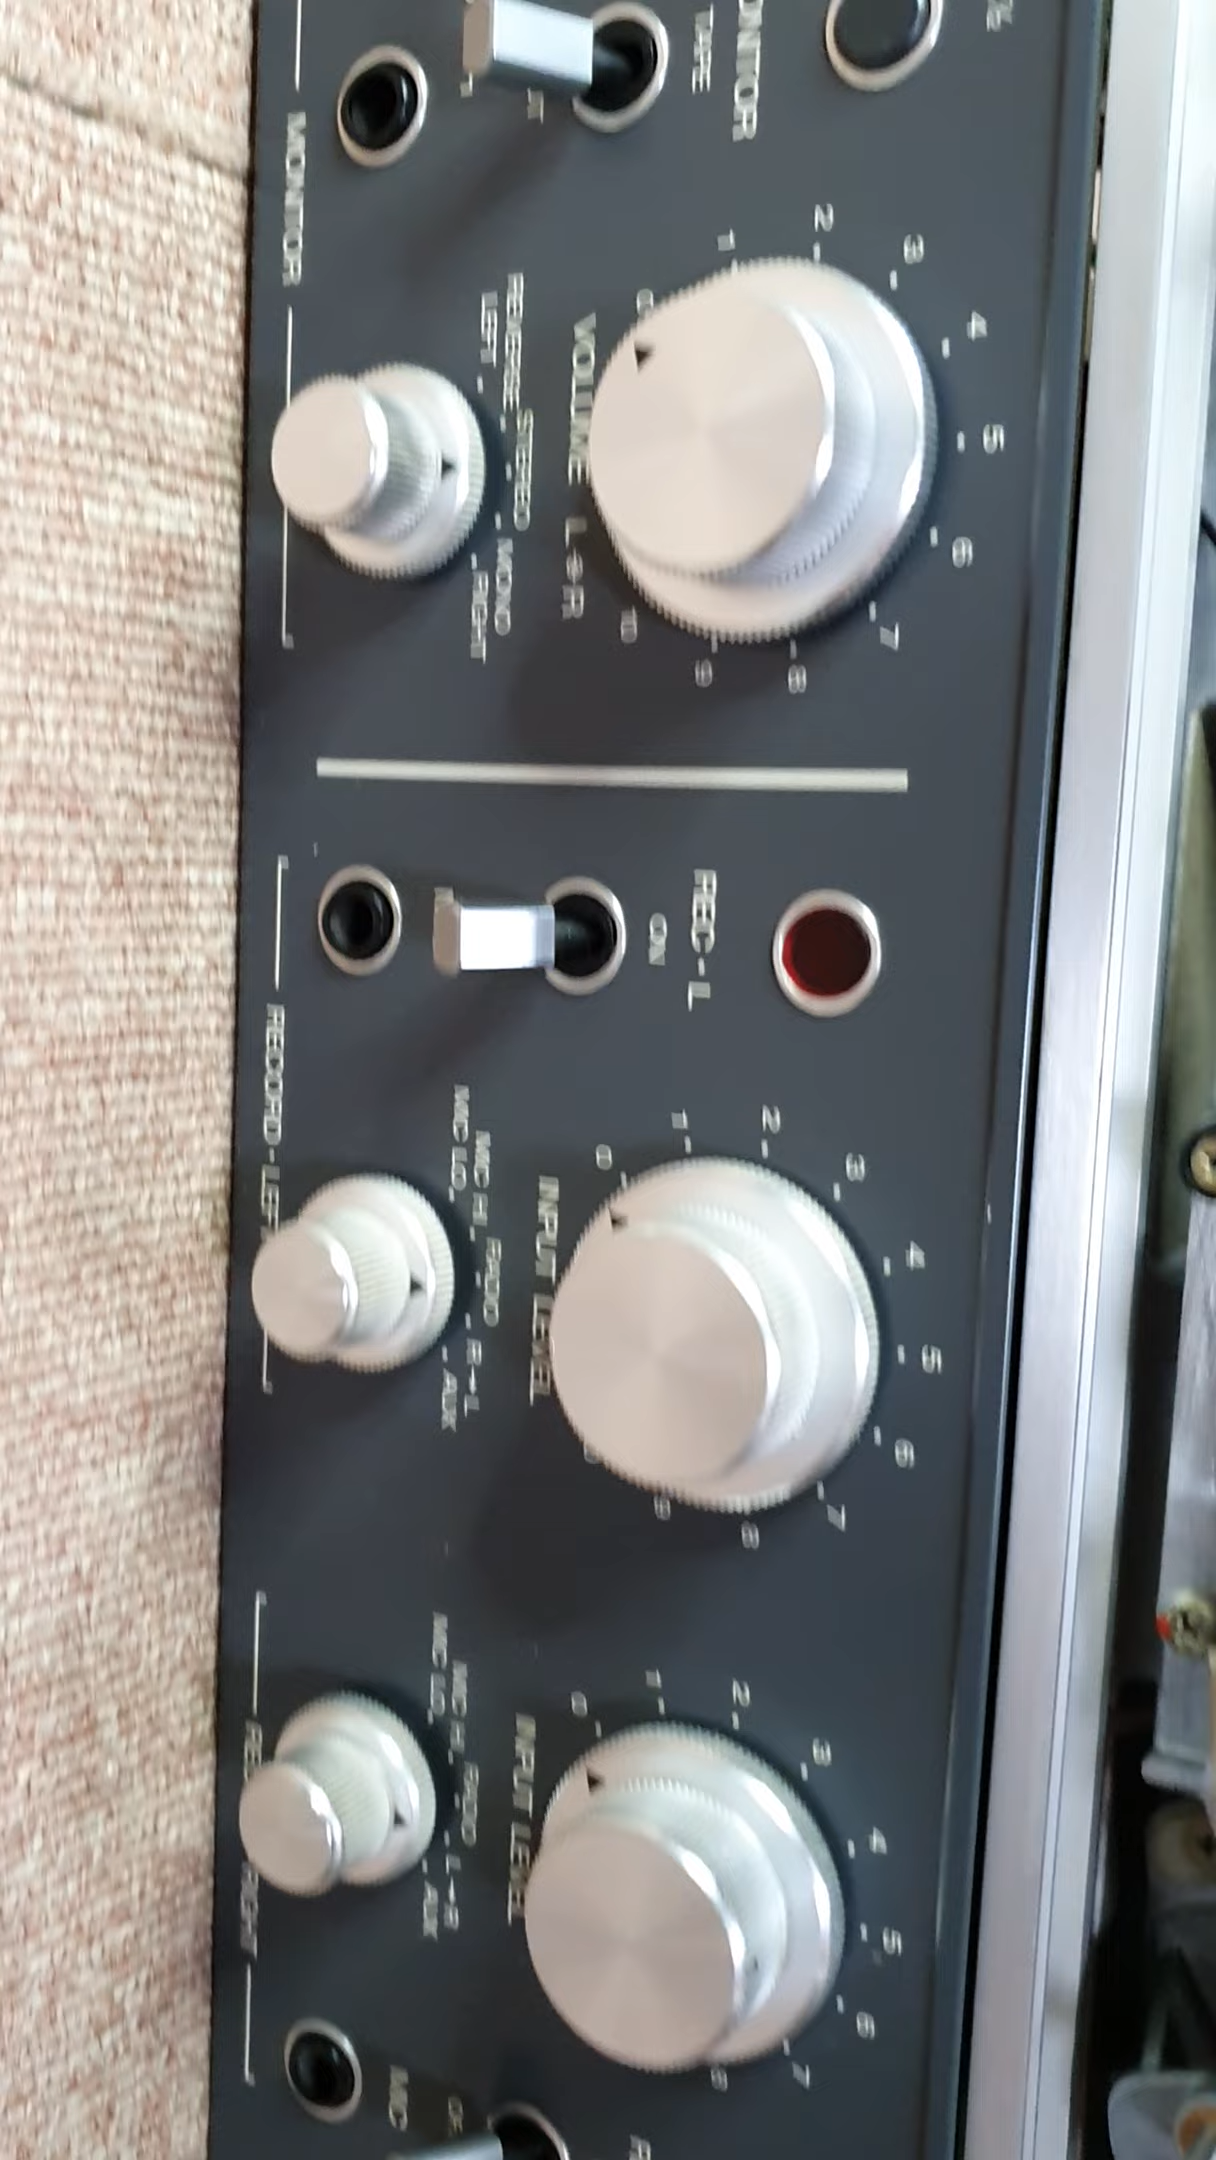 TAPE
MONITOR
1 2 3 4 5 6 7 8 9 10
VOLUME L R
REVERSE STEREO MONO
LEFT RIGHT
MONITOR
REC-L
ON
0 1 2 3 4 5 6 7 8 9
INPUT LEVEL
MIC LO MIC HI RADIO R→L AUX
RECORD-LEFT
0 1 2 3 4 5 6 7 8
INPUT LEVEL
MIC LO MIC HI RADIO L→R AUX
MIC